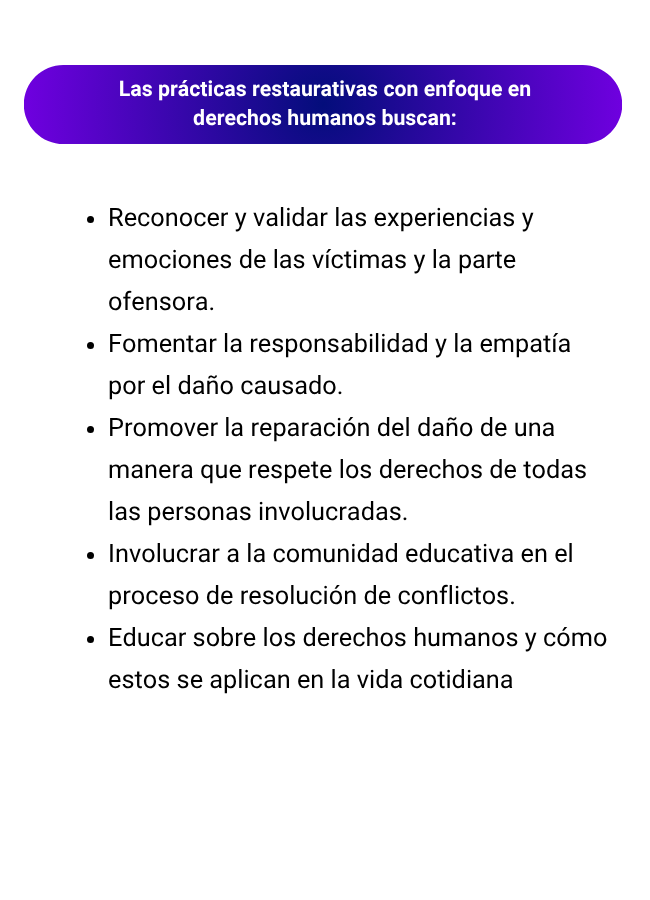 Las prácticas restaurativas con enfoque en
derechos humanos buscan:
• Reconocer y validar las experiencias y
emociones de las víctimas y la parte
ofensora.
• Fomentar la responsabilidad y la empatía
por el daño causado.
• Promover la reparación del daño de una
manera que respete los derechos de todas
las personas involucradas.
• Involucrar a la comunidad educativa en el
proceso de resolución de conflictos.
• Educar sobre los derechos humanos y cómo
estos se aplican en la vida cotidiana